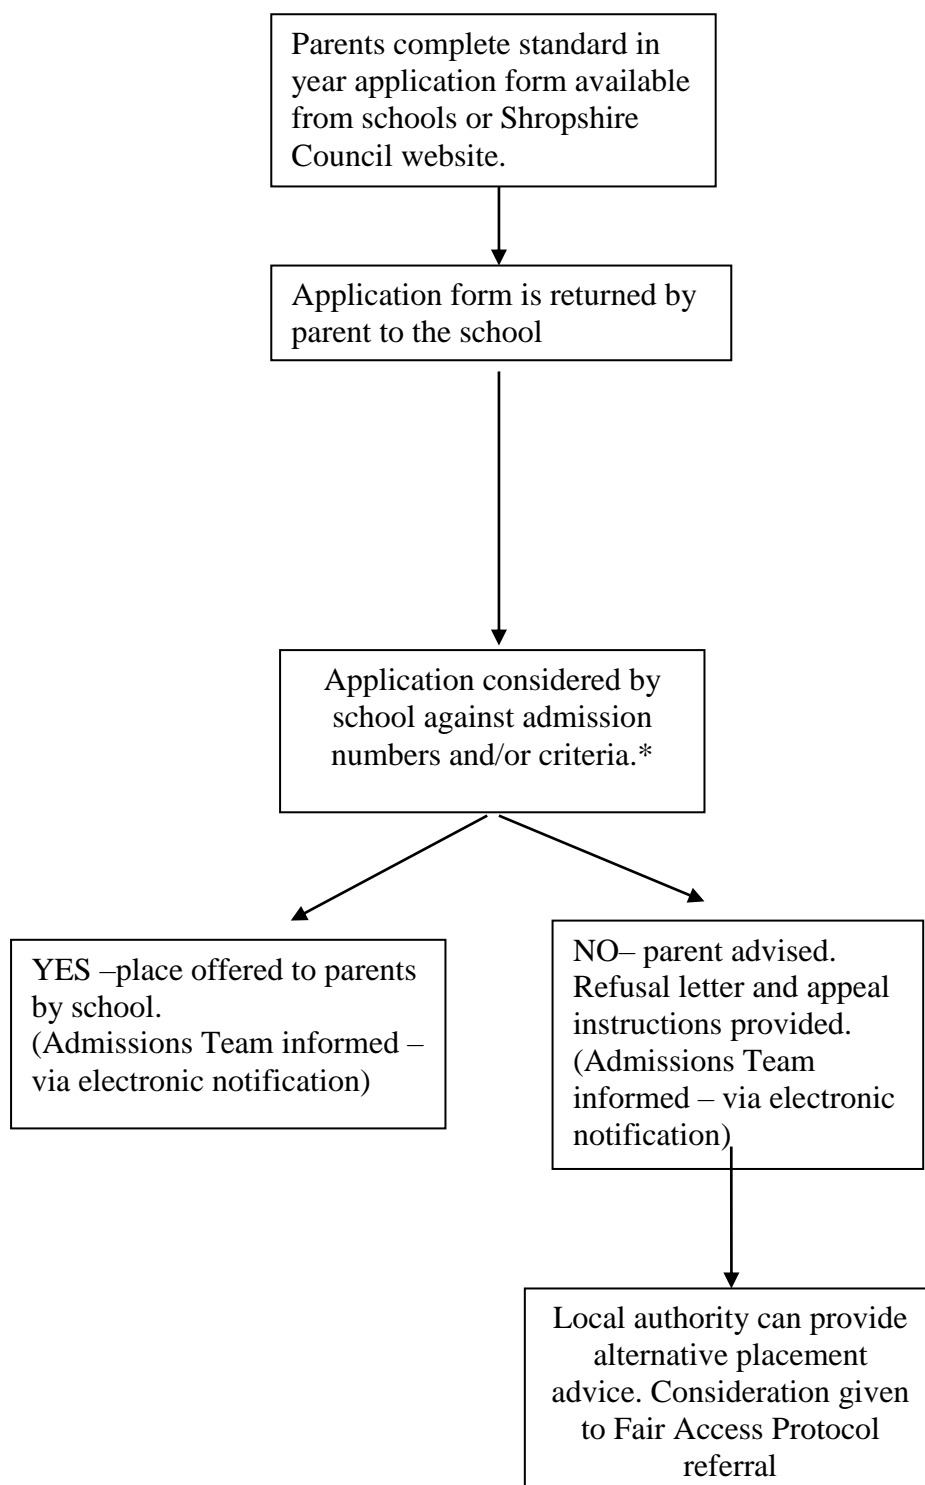 Parents complete standard in
year application form available
from schools or Shropshire
Council website.
Application form is returned by
parent to the school
Application considered by
school against admission
numbers and/or criteria.*
YES –place offered to parents
by school.
(Admissions Team informed –
via electronic notification)
NO– parent advised.
Refusal letter and appeal
instructions provided.
(Admissions Team
informed – via electronic
notification)
Local authority can provide
alternative placement
advice. Consideration given
to Fair Access Protocol
referral